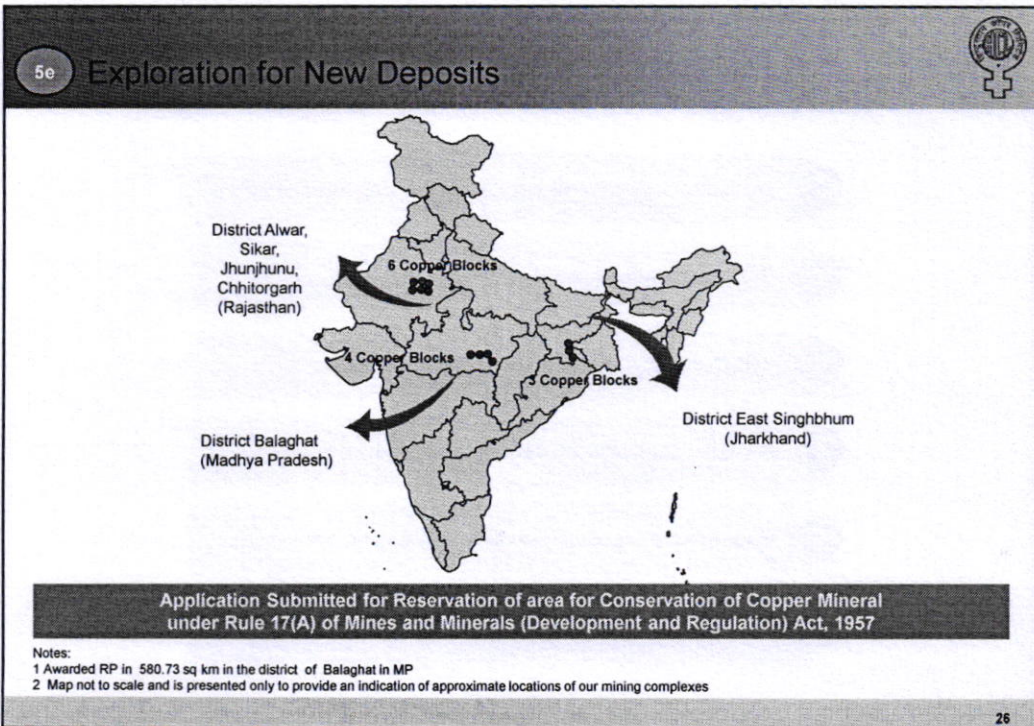 5e Exploration for New Deposits
District Alwar,
Sikar,
Jhunjhunu,
Chhitorgarh
(Rajasthan)
6 Copper Blocks
4 Copper Blocks
3 Copper Blocks
District East Singhbhum
(Jharkhand)
District Balaghat
(Madhya Pradesh)
Application Submitted for Reservation of area for Conservation of Copper Mineral
under Rule 17(A) of Mines and Minerals (Development and Regulation) Act, 1957
Notes:
1 Awarded RP in 580.73 sq km in the district of Balaghat in MP
2 Map not to scale and is presented only to provide an indication of approximate locations of our mining complexes
26